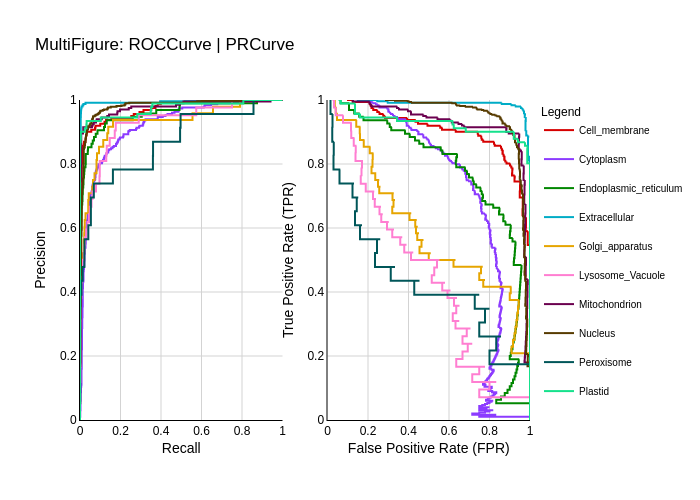 MultiFigure: ROCCurve | PRCurve
1
0.8
0.6
0.4
0.2
0
0 0.2 0.4 0.6 0.8 1
Recall
Precision
1
0.8
0.6
0.4
0.2
0
0 0.2 0.4 0.6 0.8 1
False Positive Rate (FPR)
True Positive Rate (TPR)
Legend
Cell_membrane
Cytoplasm
Endoplasmic_reticulum
Extracellular
Golgi_apparatus
Lysosome_Vacuole
Mitochondrion
Nucleus
Peroxisome
Plastid